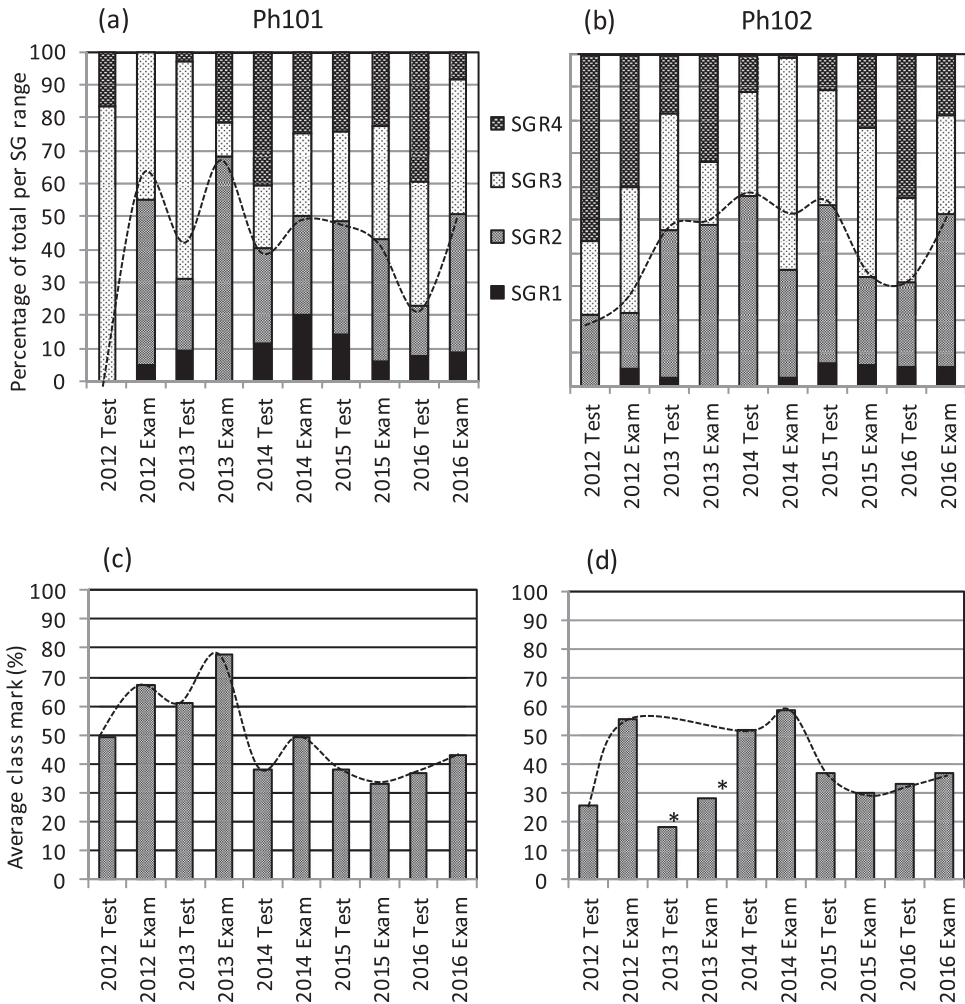 (a) Ph101
(b) Ph102
Percentage of total per SG range
100
90
80
70
60
50
40
30
20
10
0
SGR4
SGR3
SGR2
SGR1
2012 Test
2012 Exam
2013 Test
2013 Exam
2014 Test
2014 Exam
2015 Test
2015 Exam
2016 Test
2016 Exam
2012 Test
2012 Exam
2013 Test
2013 Exam
2014 Test
2014 Exam
2015 Test
2015 Exam
2016 Test
2016 Exam
(c)
Average class mark (%)
100
90
80
70
60
50
40
30
20
10
0
2012 Test
2012 Exam
2013 Test
2013 Exam
2014 Test
2014 Exam
2015 Test
2015 Exam
2016 Test
2016 Exam
(d)
100
90
80
70
60
50
40
30
20
10
0
*
*
2012 Test
2012 Exam
2013 Test
2013 Exam
2014 Test
2014 Exam
2015 Test
2015 Exam
2016 Test
2016 Exam